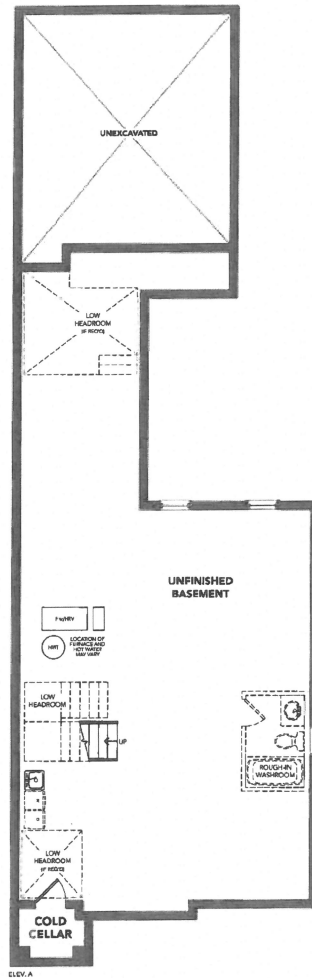 UNEXCAVATED
LOW
HEADROOM
(IF REQ'D)
UNFINISHED
BASEMENT
F w/HRV
HWT
LOCATION OF
FURNACE AND
HOT WATER
MAY VARY
LOW
HEADROOM
UP
ROUGH-IN
WASHROOM
LOW
HEADROOM
(IF REQ'D)
COLD
CELLAR
ELEV. A